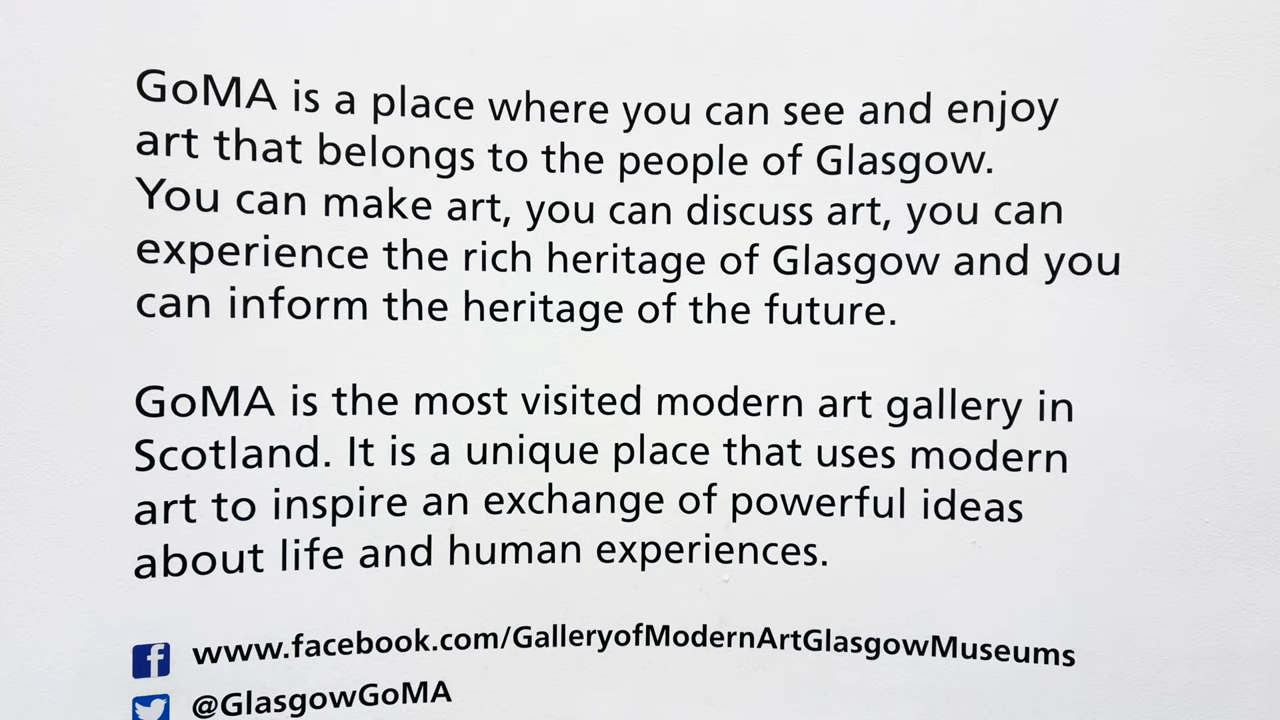 GoMA is a place where you can see and enjoy
art that belongs to the people of Glasgow.
You can make art, you can discuss art, you can
experience the rich heritage of Glasgow and you
can inform the heritage of the future.
GoMA is the most visited modern art gallery in
Scotland. It is a unique place that uses modern
art to inspire an exchange of powerful ideas
about life and human experiences.
www.facebook.com/GalleryofModernArtGlasgowMuseums
@GlasgowGoMA